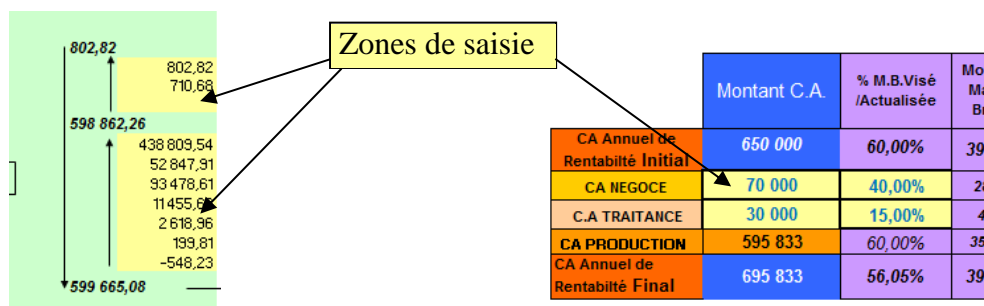 Zones de saisie
802,82
802,82
710,68
598 862,26
438 809,54
52 847,91
93 478,61
2 618,96
199,81
-548,23
599 665,08
Montant C.A. % M.B.Visé
/Actualisée
CA Annuel de
Rentabilté Initial 650 000 60,00%
CA NEGOCE 70 000 40,00%
C.A TRAITANCE 30 000 15,00%
CA PRODUCTION 595 833 60,00%
CA Annuel de
Rentabilté Final 695 833 56,05%